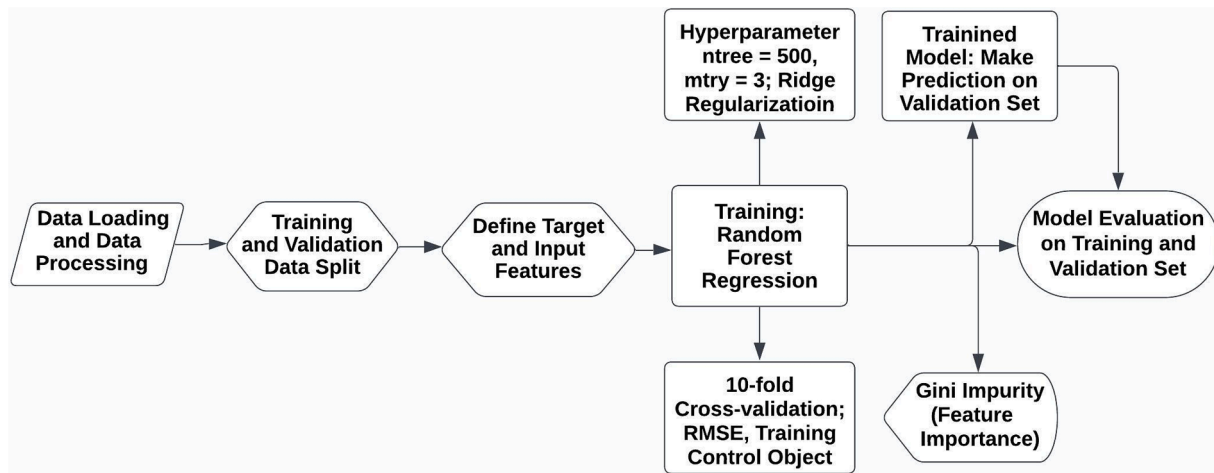 Data Loading
and Data
Processing
Training
and Validation
Data Split
Define Target
and Input
Features
Hyperparameter
ntree = 500,
mtry = 3; Ridge
Regularizatioin
Training:
Random
Forest
Regression
10-fold
Cross-validation;
RMSE, Training
Control Object
Trainined
Model: Make
Prediction on
Validation Set
Gini Impurity
(Feature
Importance)
Model Evaluation
on Training and
Validation Set